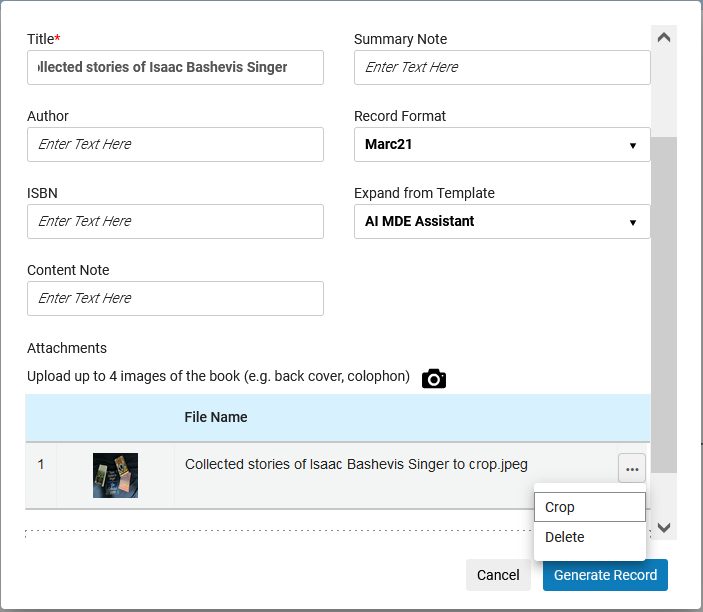 Title*
Summary Note
ollected stories of Isaac Bashevis Singer
Enter Text Here
Author
Record Format
Enter Text Here
Marc21
ISBN
Expand from Template
Enter Text Here
AI MDE Assistant
Content Note
Enter Text Here
Attachments
Upload up to 4 images of the book (e.g. back cover, colophon)
File Name
1
Collected stories of Isaac Bashevis Singer to crop.jpeg
...
Crop
Delete
Cancel
Generate Record